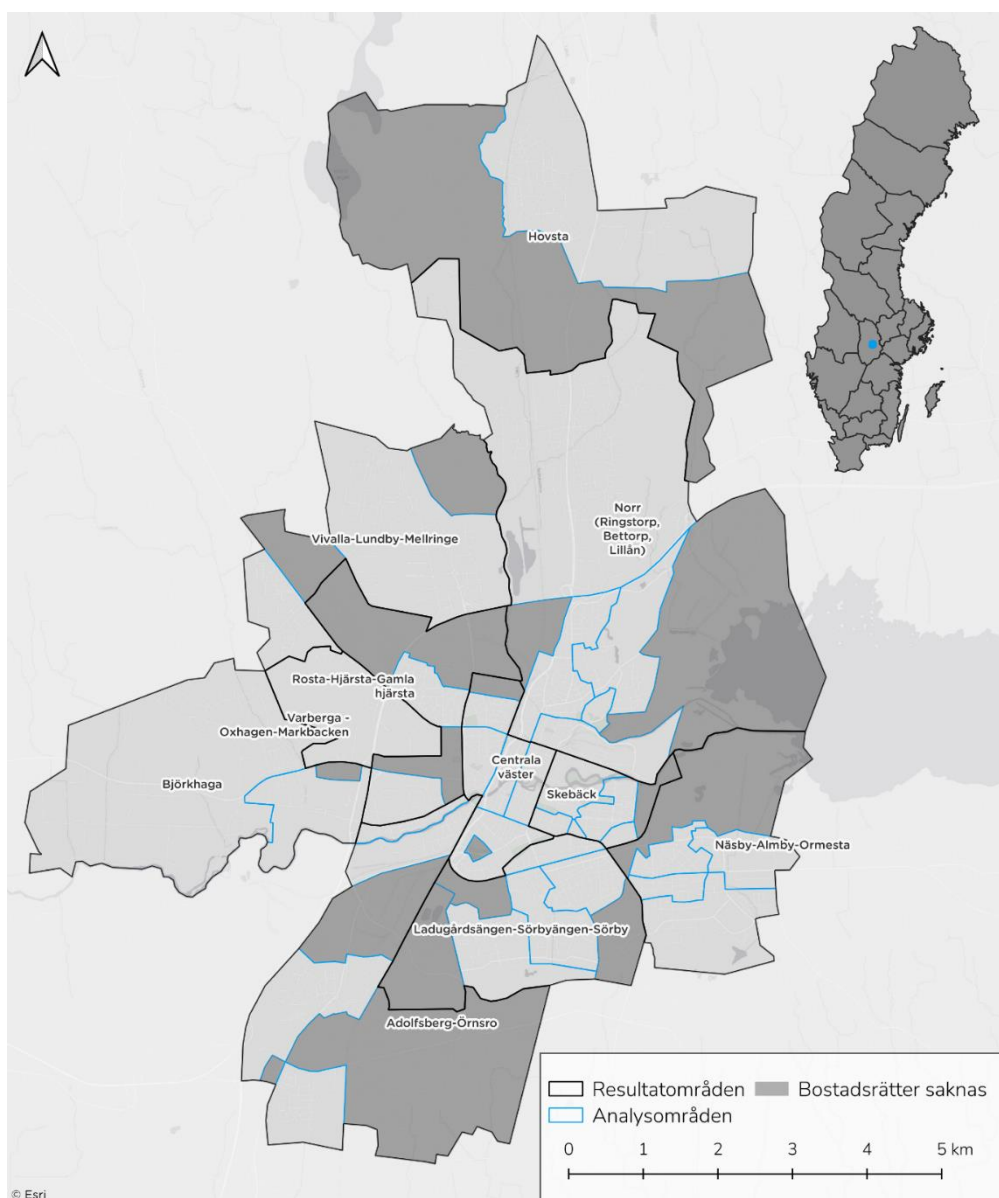 Hovsta
Norr
(Ringstorp,
Bettorp,
Lillån)
Vivalla-Lundby-Mellringe
Rosta-Hjärsta-Gamla
hjärsta
Varberga -
Oxhagen-Markbacken
Björkhaga
Centrala
väster
Skebäck
Näsby-Almby-Ormesta
Ladugårdsängen-Sörbyängen-Sörby
Adolfsberg-Örnsro
Resultatområden
Bostadsrätter saknas
Analysområden
0 1 2 3 4 5 km
© Esri